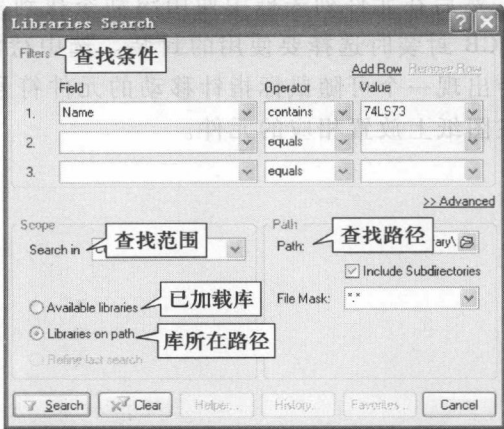 Libraries Search
Filters
查找条件
Add Row Remove Row
Field Operator Value
1. Name contains 74LS73
2. equals
3. equals
>> Advanced
Scope
Search in
查找范围
Path
Path:
查找路径
rary\
Include Subdirectories
Available libraries
已加载库
File Mask: *.*
Libraries on path
库所在路径
Refine last search
Search Clear Helper... History... Favorites... Cancel